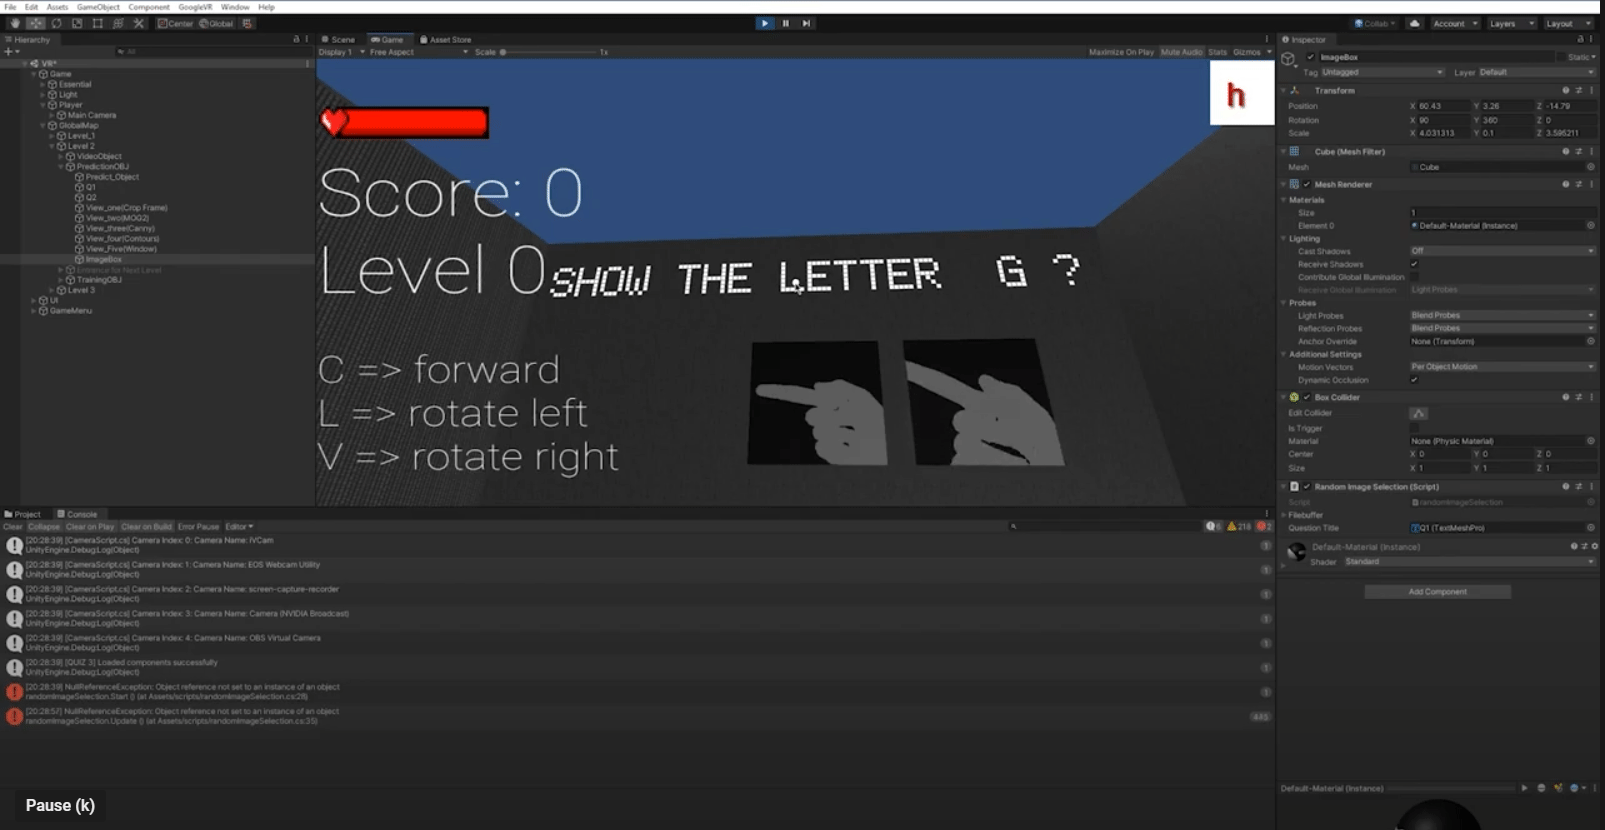 File Edit Assets GameObject Component GoogleVR Window Help
Center Global Collab Account Layers Layout
Hierarchy
All
VR*
Game
Essential
Light
Player
Main Camera
GlobalMap
Level_1
Level 2
VideoObject
PredictionOBJ
Predict_Object
Q1
Q2
View_one(Crop Frame)
View_two(MOG2)
View_three(Canny)
View_four(Contours)
View_Five(Window)
ImageBox
Entrance for Next Level
TrainingOBJ
Level 3
UI
GameMenu
Scene Game Asset Store
Display 1 Free Aspect Scale 1x Maximize On Play Mute Audio Stats Gizmos
h
Score: 0
Level 0
SHOW THE LETTER G ?
C => forward
L => rotate left
V => rotate right
Project Console
Clear Collapse Clear on Play Clear on Build Error Pause Editor 6 218 2
[20:28:39] [CameraScript.cs] Camera Index: 0: Camera Name: iVCam
UnityEngine.Debug:Log(Object)
1
[20:28:39] [CameraScript.cs] Camera Index: 1: Camera Name: EOS Webcam Utility
UnityEngine.Debug:Log(Object)
1
[20:28:39] [CameraScript.cs] Camera Index: 2: Camera Name: screen-capture-recorder
UnityEngine.Debug:Log(Object)
1
[20:28:39] [CameraScript.cs] Camera Index: 3: Camera Name: Camera (NVIDIA Broadcast)
UnityEngine.Debug:Log(Object)
1
[20:28:39] [CameraScript.cs] Camera Index: 4: Camera Name: OBS Virtual Camera
UnityEngine.Debug:Log(Object)
1
[20:28:39] [QUIZ 3] Loaded components successfully
UnityEngine.Debug:Log(Object)
1
[20:28:39] NullReferenceException: Object reference not set to an instance of an object
randomImageSelection.Start () (at Assets/scripts/randomImageSelection.cs:28)
1
[20:28:57] NullReferenceException: Object reference not set to an instance of an object
randomImageSelection.Update () (at Assets/scripts/randomImageSelection.cs:35)
445
Pause (k)
Inspector
ImageBox Static
Tag Untagged Layer Default
Transform
Position X 60.43 Y 3.26 Z -14.79
Rotation X 90 Y 360 Z 0
Scale X 4.031313 Y 0.1 Z 3.595211
Cube (Mesh Filter)
Mesh Cube
Mesh Renderer
Materials
Size 1
Element 0 Default-Material (Instance)
Lighting
Cast Shadows Off
Receive Shadows
Contribute Global Illumination
Receive Global Illumination Light Probes
Probes
Light Probes Blend Probes
Reflection Probes Blend Probes
Anchor Override None (Transform)
Additional Settings
Motion Vectors Per Object Motion
Dynamic Occlusion
Box Collider
Edit Collider
Is Trigger
Material None (Physic Material)
Center X 0 Y 0 Z 0
Size X 1 Y 1 Z 1
Random Image Selection (Script)
Script randomImageSelection
Filebuffer
Question Title Q1 (TextMeshPro)
Default-Material (Instance)
Shader Standard
Add Component
Default-Material (Instance)